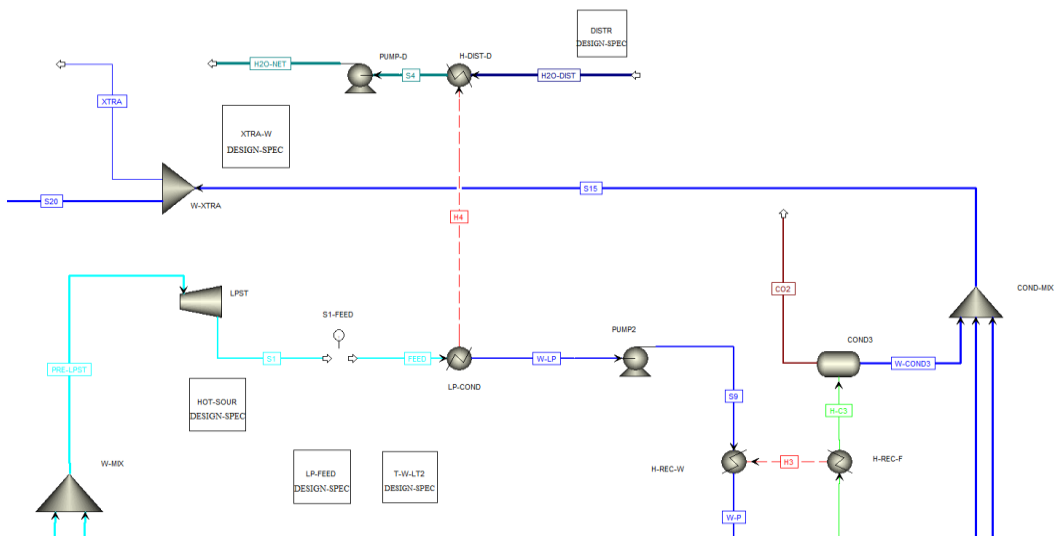 DISTR
DESIGN-SPEC
PUMP-D
H-DIST-D
H2O-NET
S4
H2O-DIST
XTRA
XTRA-W
DESIGN-SPEC
S20
W-XTRA
S15
H4
CO2
COND-MIX
LPST
S1-FEED
PUMP2
COND3
PRE-LPST
S1
FEED
W-LP
W-COND3
LP-COND
HOT-SOUR
DESIGN-SPEC
S9
H-C3
W-MIX
LP-FEED
DESIGN-SPEC
T-W-LT2
DESIGN-SPEC
H-REC-W
H3
H-REC-F
W-P